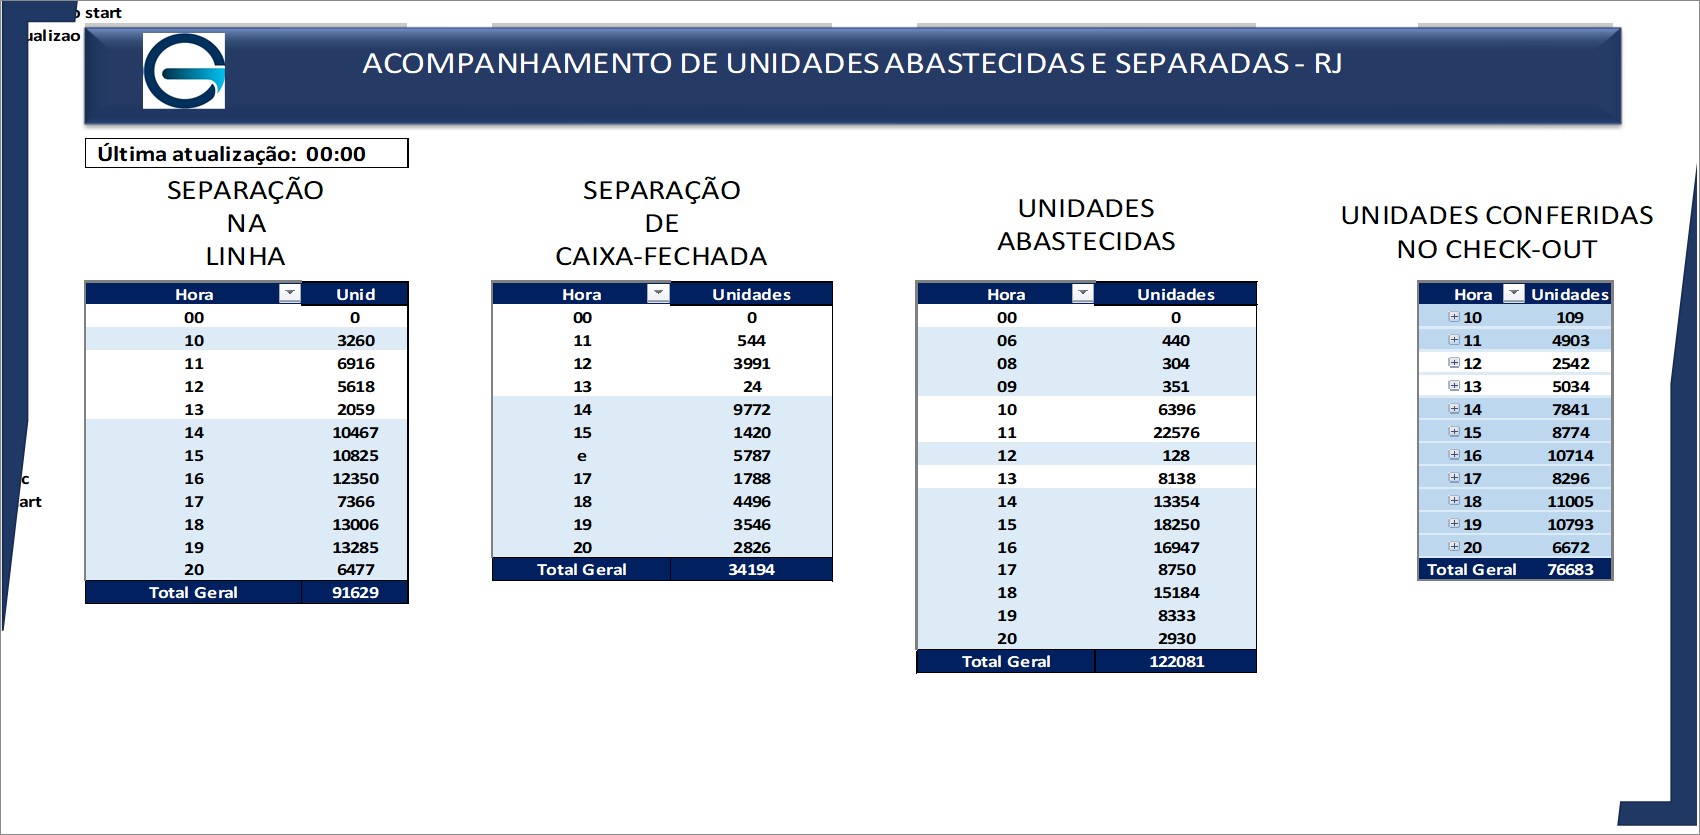 start
ualizao
ACOMPANHAMENTO DE UNIDADES ABASTECIDAS E SEPARADAS - RJ
Última atualização: 00:00
SEPARAÇÃO
NA
LINHA
Hora Unid
00 0
10 3260
11 6916
12 5618
13 2059
14 10467
15 10825
16 12350
17 7366
18 13006
19 13285
20 6477
Total Geral 91629
SEPARAÇÃO
DE
CAIXA-FECHADA
Hora Unidades
00 0
11 544
12 3991
13 24
14 9772
15 1420
e 5787
17 1788
18 4496
19 3546
20 2826
Total Geral 34194
UNIDADES
ABASTECIDAS
Hora Unidades
00 0
06 440
08 304
09 351
10 6396
11 22576
12 128
13 8138
14 13354
15 18250
16 16947
17 8750
18 15184
19 8333
20 2930
Total Geral 122081
UNIDADES CONFERIDAS
NO CHECK-OUT
Hora Unidades
10 109
11 4903
12 2542
13 5034
14 7841
15 8774
16 10714
17 8296
18 11005
19 10793
20 6672
Total Geral 76683
c
art